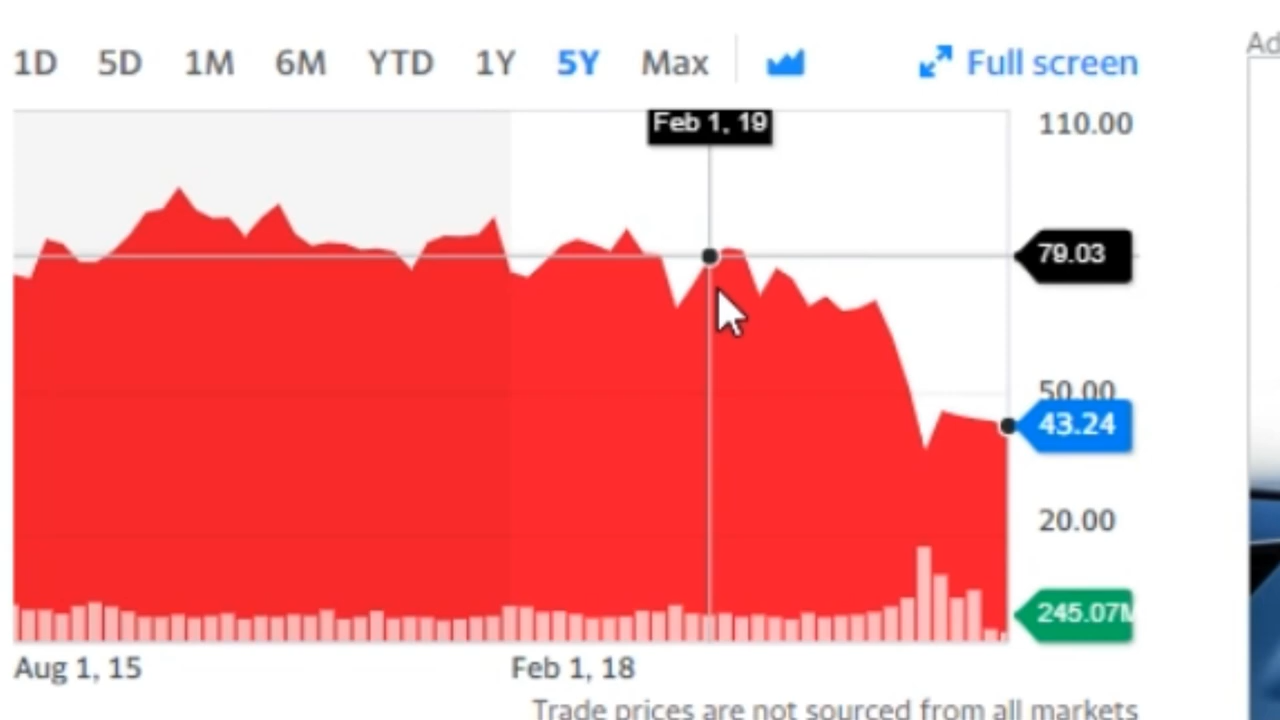 1D 5D 1M 6M YTD 1Y 5Y Max Full screen
Ad
Feb 1, 19
110.00
79.03
50.00
43.24
20.00
245.07M
Aug 1, 15 Feb 1, 18
Trade prices are not sourced from all markets